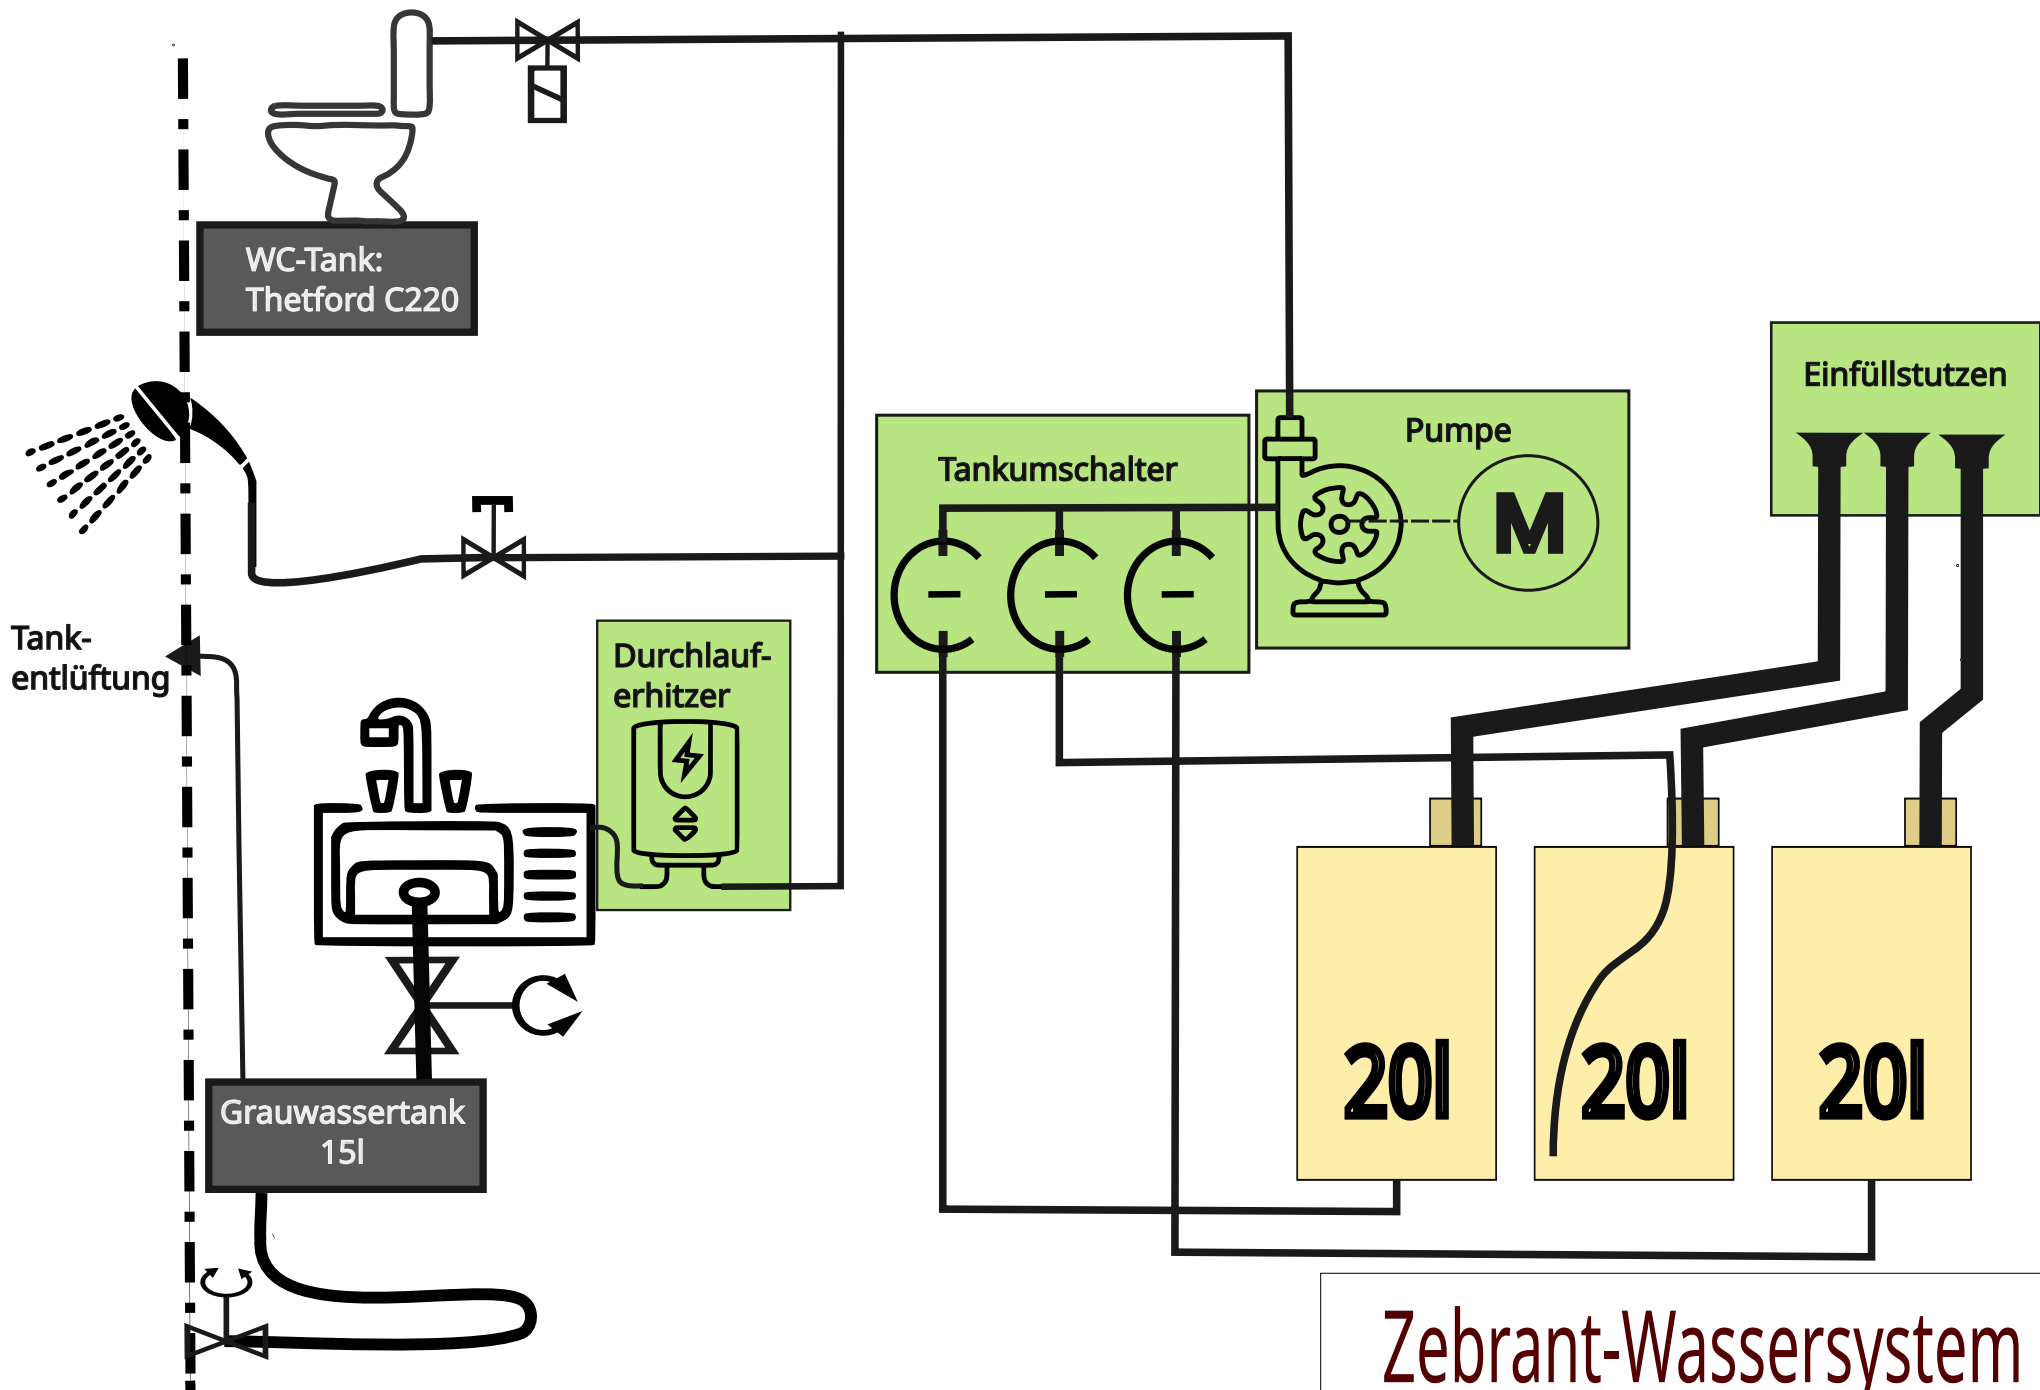 WC-Tank:
Thetford C220
Einfüllstutzen
Pumpe
Tankumschalter
M
Tank-
entlüftung
Durchlauf-
erhitzer
20l
20l
20l
Grauwassertank
15l
Zebrant-Wassersystem